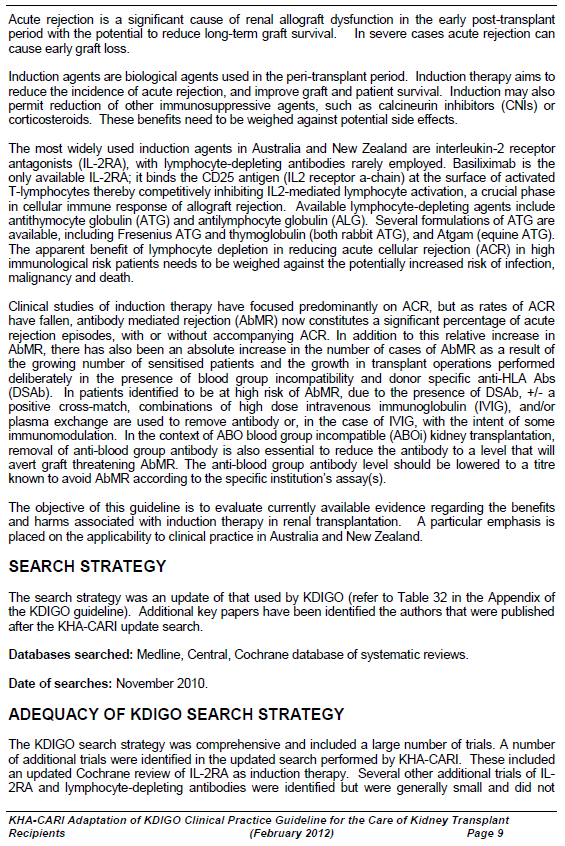 Acute rejection is a significant cause of renal allograft dysfunction in the early post-transplant
period with the potential to reduce long-term graft survival. In severe cases acute rejection can
cause early graft loss.
Induction agents are biological agents used in the peri-transplant period. Induction therapy aims to
reduce the incidence of acute rejection, and improve graft and patient survival. Induction may also
permit reduction of other immunosuppressive agents, such as calcineurin inhibitors (CNIs) or
corticosteroids. These benefits need to be weighed against potential side effects.
The most widely used induction agents in Australia and New Zealand are interleukin-2 receptor
antagonists (IL-2RA), with lymphocyte-depleting antibodies rarely employed. Basiliximab is the
only available IL-2RA; it binds the CD25 antigen (IL2 receptor a-chain) at the surface of activated
T-lymphocytes thereby competitively inhibiting IL2-mediated lymphocyte activation, a crucial phase
in cellular immune response of allograft rejection. Available lymphocyte-depleting agents include
antithymocyte globulin (ATG) and antilymphocyte globulin (ALG). Several formulations of ATG are
available, including Fresenius ATG and thymoglobulin (both rabbit ATG), and Atgam (equine ATG).
The apparent benefit of lymphocyte depletion in reducing acute cellular rejection (ACR) in high
immunological risk patients needs to be weighed against the potentially increased risk of infection,
malignancy and death.
Clinical studies of induction therapy have focused predominantly on ACR, but as rates of ACR
have fallen, antibody mediated rejection (AbMR) now constitutes a significant percentage of acute
rejection episodes, with or without accompanying ACR. In addition to this relative increase in
AbMR, there has also been an absolute increase in the number of cases of AbMR as a result of
the growing number of sensitised patients and the growth in transplant operations performed
deliberately in the presence of blood group incompatibility and donor specific anti-HLA Abs
(DSAb). In patients identified to be at high risk of AbMR, due to the presence of DSAb, +/- a
positive cross-match, combinations of high dose intravenous immunoglobulin (IVIG), and/or
plasma exchange are used to remove antibody or, in the case of IVIG, with the intent of some
immunomodulation. In the context of ABO blood group incompatible (ABOi) kidney transplantation,
removal of anti-blood group antibody is also essential to reduce the antibody to a level that will
avert graft threatening AbMR. The anti-blood group antibody level should be lowered to a titre
known to avoid AbMR according to the specific institution's assay(s).
The objective of this guideline is to evaluate currently available evidence regarding the benefits
and harms associated with induction therapy in renal transplantation. A particular emphasis is
placed on the applicability to clinical practice in Australia and New Zealand.
SEARCH STRATEGY
The search strategy was an update of that used by KDIGO (refer to Table 32 in the Appendix of
the KDIGO guideline). Additional key papers have been identified the authors that were published
after the KHA-CARI update search.
Databases searched: Medline, Central, Cochrane database of systematic reviews.
Date of searches: November 2010.
ADEQUACY OF KDIGO SEARCH STRATEGY
The KDIGO search strategy was comprehensive and included a large number of trials. A number
of additional trials were identified in the updated search performed by KHA-CARI. These included
an updated Cochrane review of IL-2RA as induction therapy. Several other additional trials of IL-
2RA and lymphocyte-depleting antibodies were identified but were generally small and did not
KHA-CARI Adaptation of KDIGO Clinical Practice Guideline for the Care of Kidney Transplant
Recipients (February 2012) Page 9